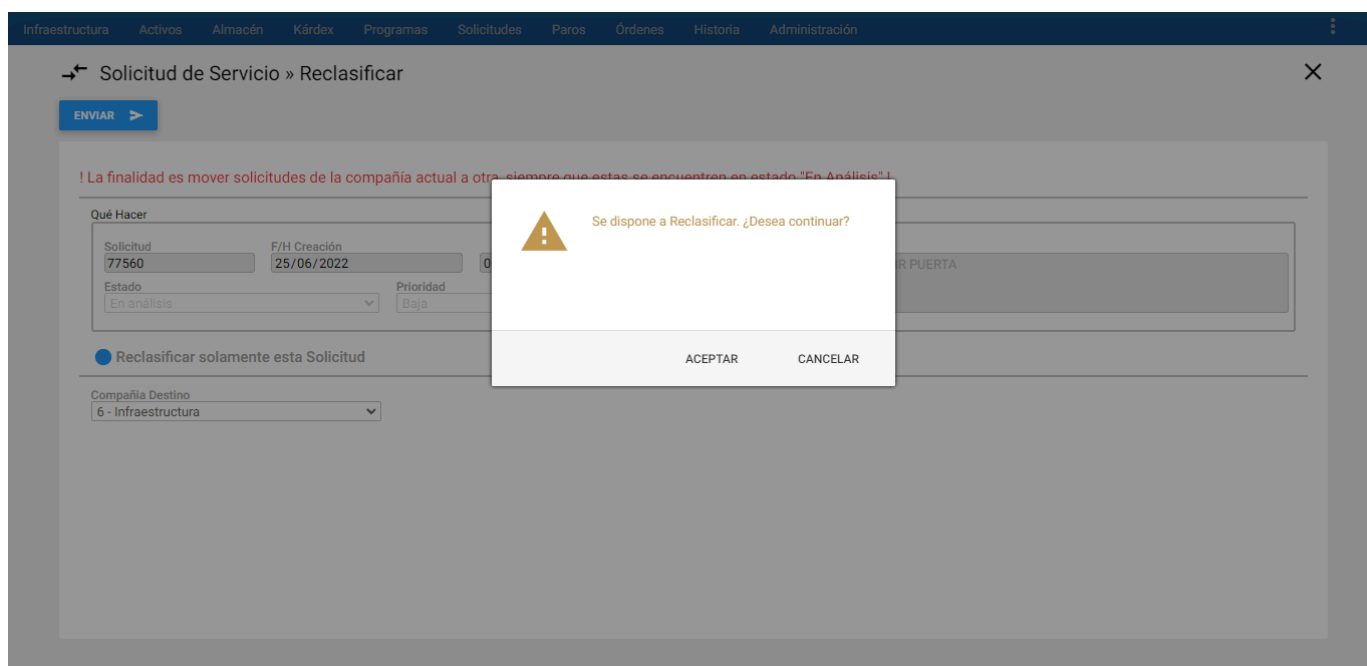 Infraestructura Activos Almacén Kárdex Programas Solicitudes Paros Órdenes Historia Administración
Solicitud de Servicio » Reclasificar
ENVIAR
! La finalidad es mover solicitudes de la compañía actual a otra, siempre que estas se encuentren en estado "En Análisis" !
Qué Hacer
Se dispone a Reclasificar. ¿Desea continuar?
Solicitud F/H Creación
77560 25/06/2022 0 PUERTA
Estado Prioridad
En análisis Baja
Reclasificar solamente esta Solicitud
ACEPTAR CANCELAR
Compañia Destino
6 - Infraestructura